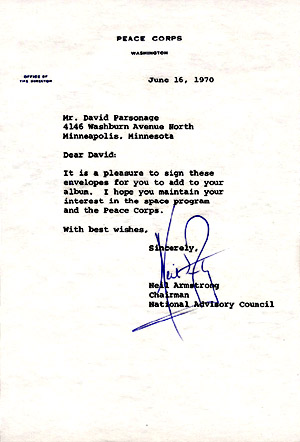 PEACE CORPS
WASHINGTON
OFFICE OF
THE DIRECTOR
June 16, 1970
Mr. David Parsonage
4146 Washburn Avenue North
Minneapolis, Minnesota
Dear David:
It is a pleasure to sign these
envelopes for you to add to your
album. I hope you maintain your
interest in the space program
and the Peace Corps.
With best wishes,
Sincerely,
Neil Armstrong
Chairman
National Advisory Council